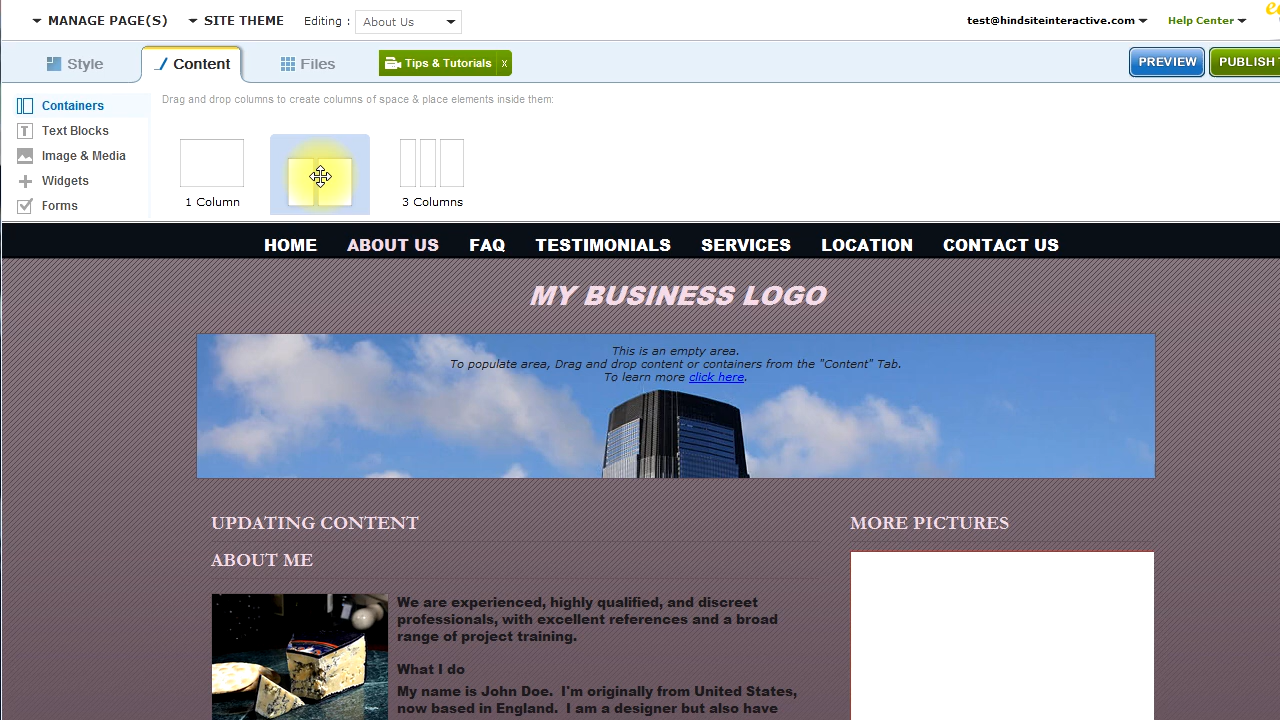 MANAGE PAGE(S) SITE THEME Editing : About Us test@hindsiteinteractive.com Help Center
Style Content Files Tips & Tutorials x PREVIEW PUBLISH
Containers
Text Blocks
Image & Media
Widgets
Forms
Drag and drop columns to create columns of space & place elements inside them:
1 Column 3 Columns
HOME ABOUT US FAQ TESTIMONIALS SERVICES LOCATION CONTACT US
MY BUSINESS LOGO
This is an empty area.
To populate area, Drag and drop content or containers from the "Content" Tab.
To learn more click here.
UPDATING CONTENT
ABOUT ME
We are experienced, highly qualified, and discreet
professionals, with excellent references and a broad
range of project training.
What I do
My name is John Doe. I'm originally from United States,
now based in England. I am a designer but also have
MORE PICTURES